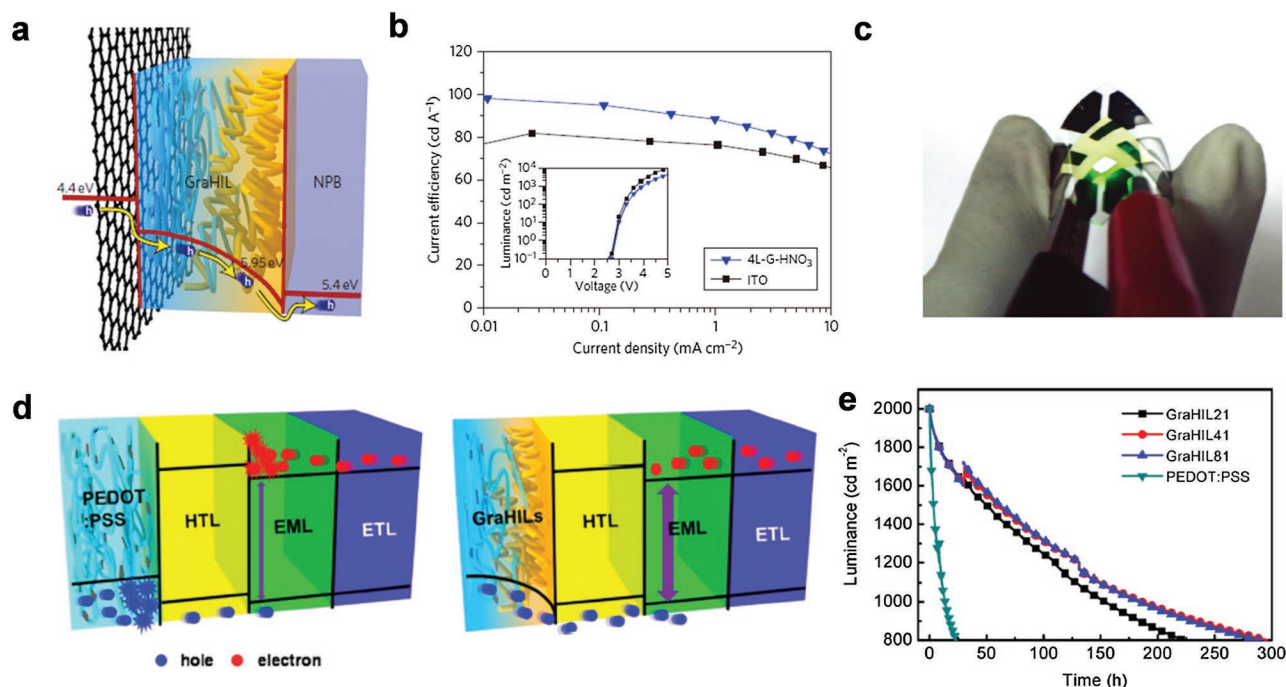 a
4.4 eV
h
GraHIL
NPB
h
5.95 eV
h
5.4 eV
h
b
Current efficiency (cd A⁻¹)
120
100
80
60
40
20
0
0.01
0.1
1
10
Current density (mA cm⁻²)
Luminance (cd m⁻²)
10⁴
10³
10²
10¹
10⁰
10⁻¹
2
3
4
5
Voltage (V)
4L-G-HNO₃
ITO
c
d
PEDOT
:PSS
HTL
EML
ETL
GraHILs
HTL
EML
ETL
hole
electron
e
Luminance (cd m⁻²)
2000
1800
1600
1400
1200
1000
800
0
50
100
150
200
250
300
Time (h)
GraHIL21
GraHIL41
GraHIL81
PEDOT:PSS